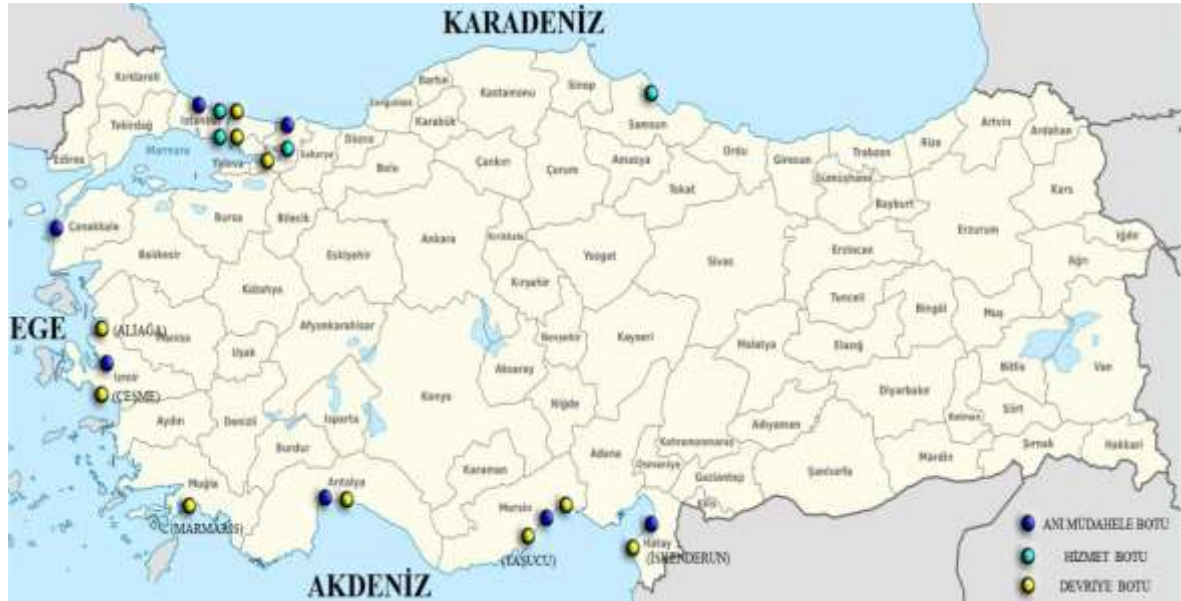 KARADENİZ
Kırklareli
Tekirdağ
Edirne
İstanbul
Marmara
Yalova
Sakarya
Düzce
Bolu
Zonguldak
Bartın
Karabük
Kastamonu
Sinop
Çankırı
Çorum
Samsun
Amasya
Tokat
Ordu
Giresun
Gümüşhane
Trabzon
Bayburt
Rize
Artvin
Ardahan
Kars
Iğdır
Ağrı
Erzurum
Erzincan
Çanakkale
Balıkesir
Bursa
Bilecik
Eskişehir
Kütahya
Ankara
Kırıkkale
Kırşehir
Yozgat
Sivas
Tunceli
Bingöl
Muş
EGE
(ALİAĞA)
Manisa
Uşak
Afyonkarahisar
Konya
Aksaray
Nevşehir
Kayseri
Malatya
Elazığ
Diyarbakır
Bitlis
Van
İzmir
(ÇEŞME)
Aydın
Denizli
Isparta
Burdur
Niğde
Adana
Kahramanmaraş
Adıyaman
Batman
Siirt
Şırnak
Hakkari
Mardin
Şanlıurfa
Gaziantep
Osmaniye
Kilis
Karaman
Muğla
(MARMARİS)
Antalya
Mersin
(TAŞUCU)
Hatay
(İSKENDERUN)
AKDENİZ
ANI MÜDAHELE BOTU
HİZMET BOTU
DEVRİYE BOTU